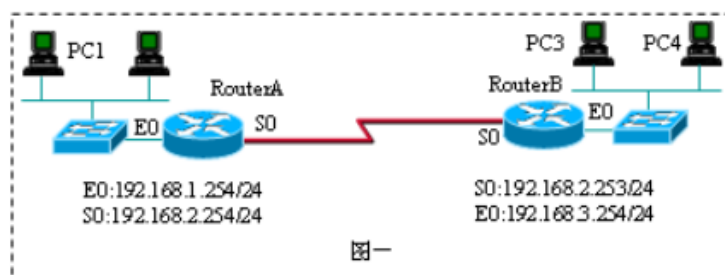 PC1
PC3
PC4
RouterA
RouterB
E0
S0
S0
E0
E0:192.168.1.254/24
S0:192.168.2.254/24
S0:192.168.2.253/24
E0:192.168.3.254/24
图一